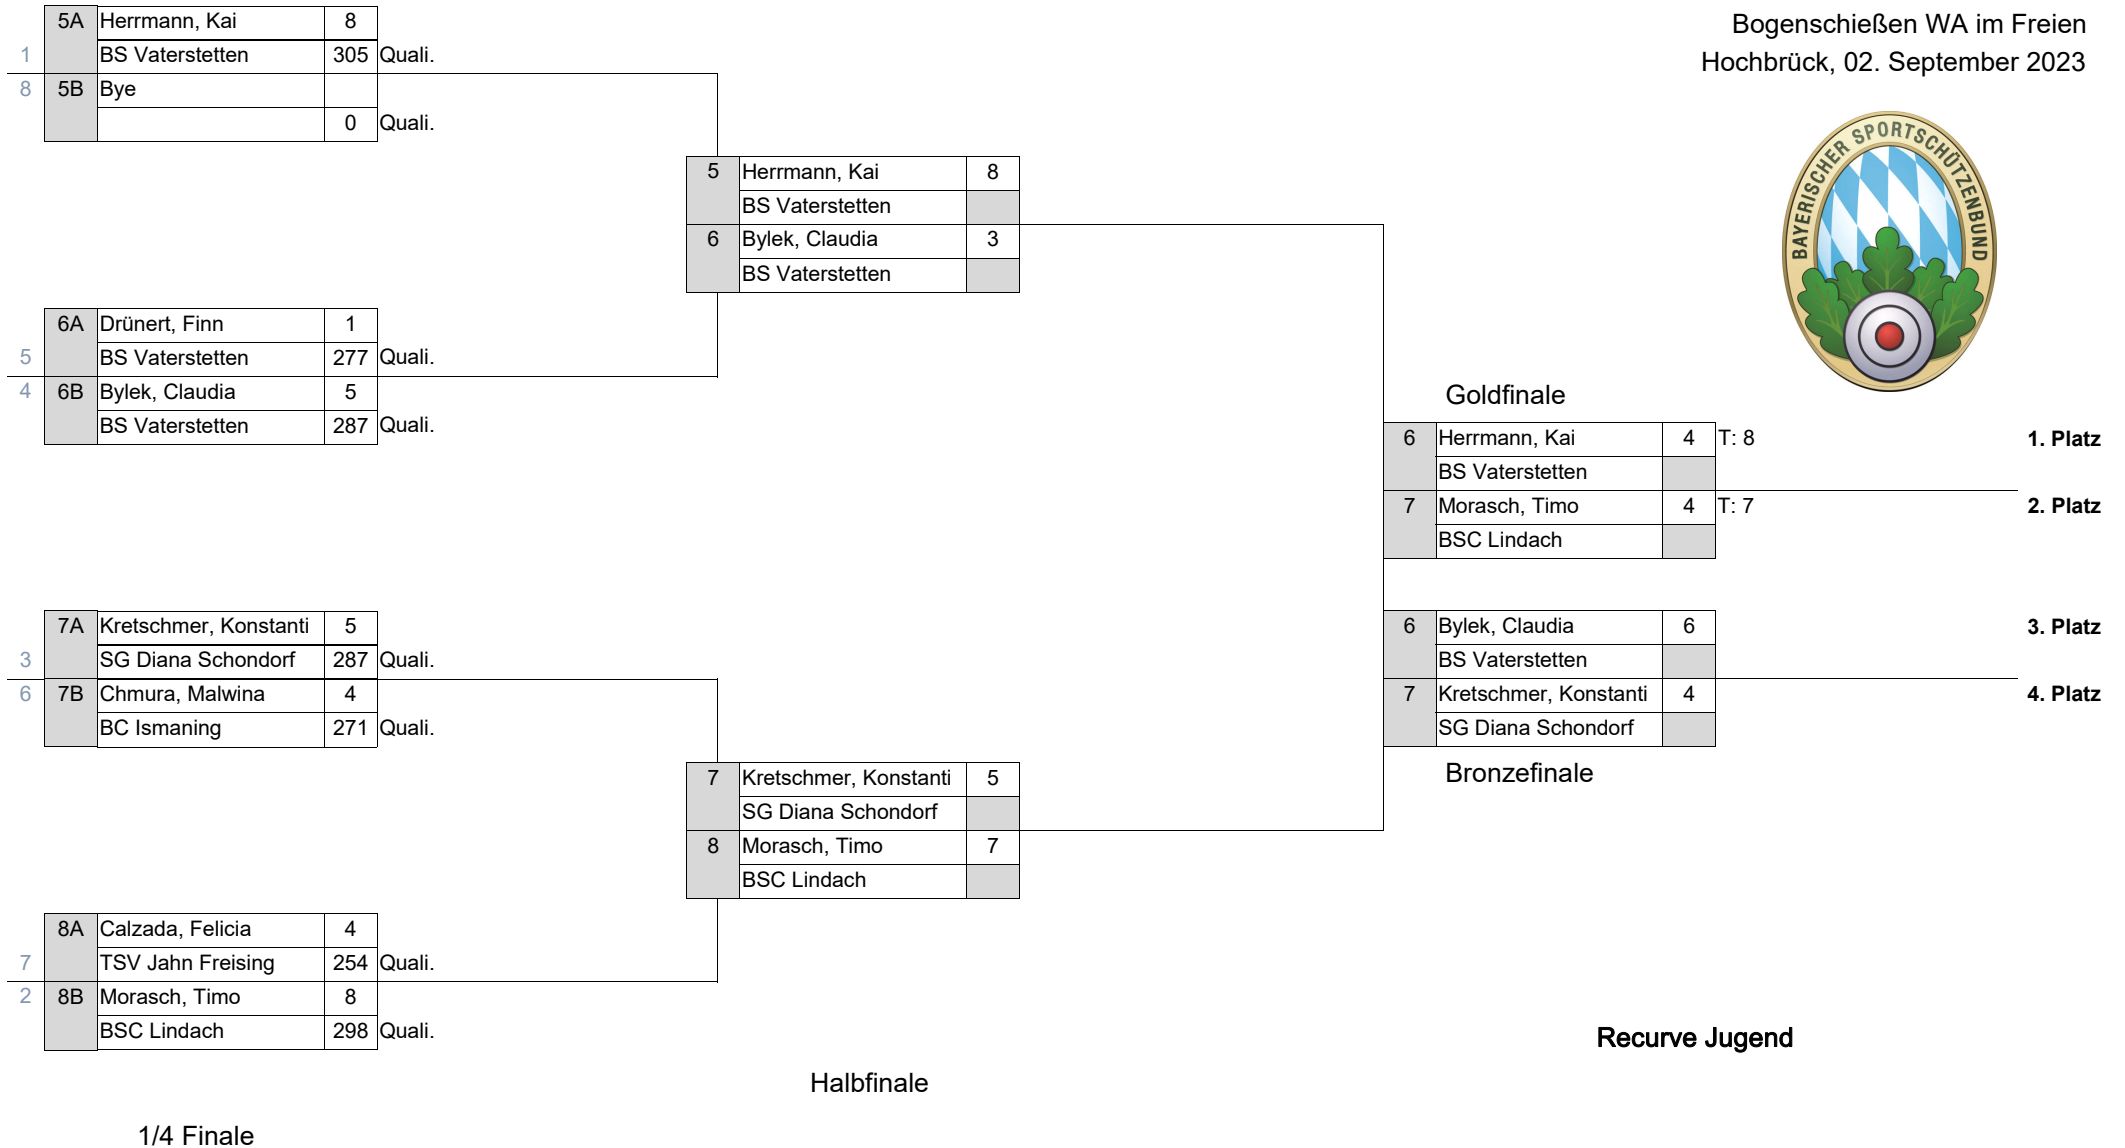 Bogenschießen WA im Freien
Hochbrück, 02. September 2023
BAYERISCHER SPORTSCHÜTZENBUND
5A Herrmann, Kai 8
1 BS Vaterstetten 305 Quali.
8 5B Bye
0 Quali.
5 Herrmann, Kai 8
BS Vaterstetten
6 Bylek, Claudia 3
BS Vaterstetten
6A Drünert, Finn 1
5 BS Vaterstetten 277 Quali.
4 6B Bylek, Claudia 5
BS Vaterstetten 287 Quali.
Goldfinale
6 Herrmann, Kai 4 T: 8 1. Platz
BS Vaterstetten
7 Morasch, Timo 4 T: 7 2. Platz
BSC Lindach
7A Kretschmer, Konstanti 5
3 SG Diana Schondorf 287 Quali.
6 7B Chmura, Malwina 4
BC Ismaning 271 Quali.
6 Bylek, Claudia 6 3. Platz
BS Vaterstetten
7 Kretschmer, Konstanti 4 4. Platz
SG Diana Schondorf
Bronzefinale
7 Kretschmer, Konstanti 5
SG Diana Schondorf
8 Morasch, Timo 7
BSC Lindach
8A Calzada, Felicia 4
7 TSV Jahn Freising 254 Quali.
2 8B Morasch, Timo 8
BSC Lindach 298 Quali.
Recurve Jugend
Halbfinale
1/4 Finale